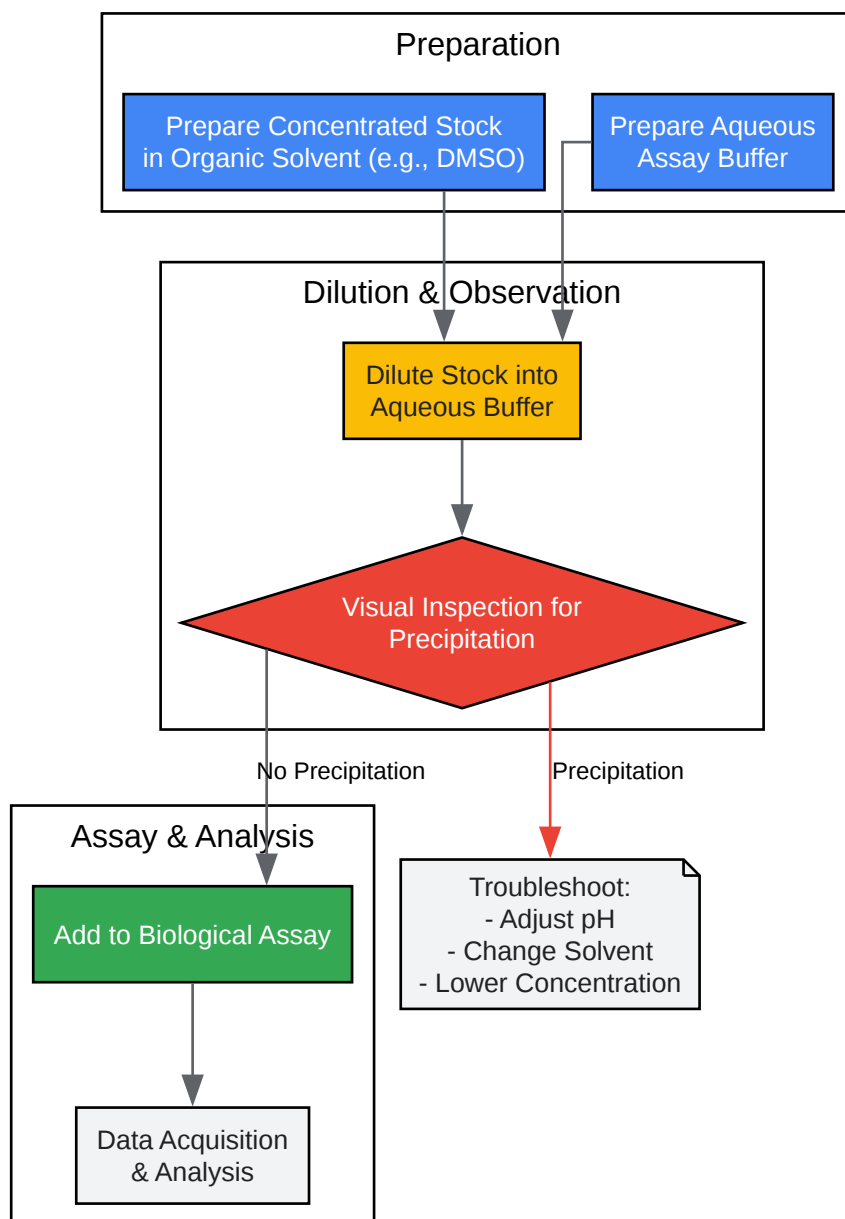 Preparation
Prepare Concentrated Stock
in Organic Solvent (e.g., DMSO)
Prepare Aqueous
Assay Buffer
Dilution & Observation
Dilute Stock into
Aqueous Buffer
Visual Inspection for
Precipitation
No Precipitation
Precipitation
Assay & Analysis
Add to Biological Assay
Troubleshoot:
- Adjust pH
- Change Solvent
- Lower Concentration
Data Acquisition
& Analysis